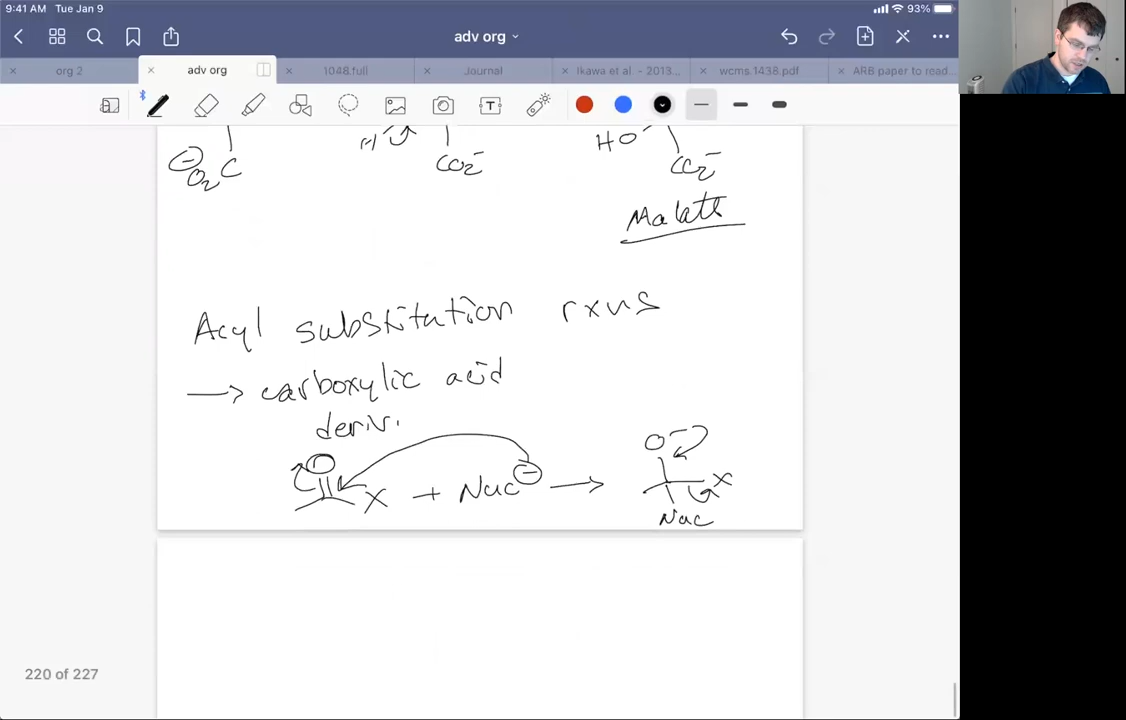 9:41 AM Tue Jan 9
93%
adv org
org 2
adv org
1048.full
Journal
Ikawa et al. - 2013...
wcms.1438.pdf
ARB paper to read...
T
O₂C
H
CO₂⁻
HO
CO₂⁻
Malate
Acyl substitution rxns
→ carboxylic acid
deriv.
O
X + Nuc⁻ →
O⁻
X
Nuc
220 of 227